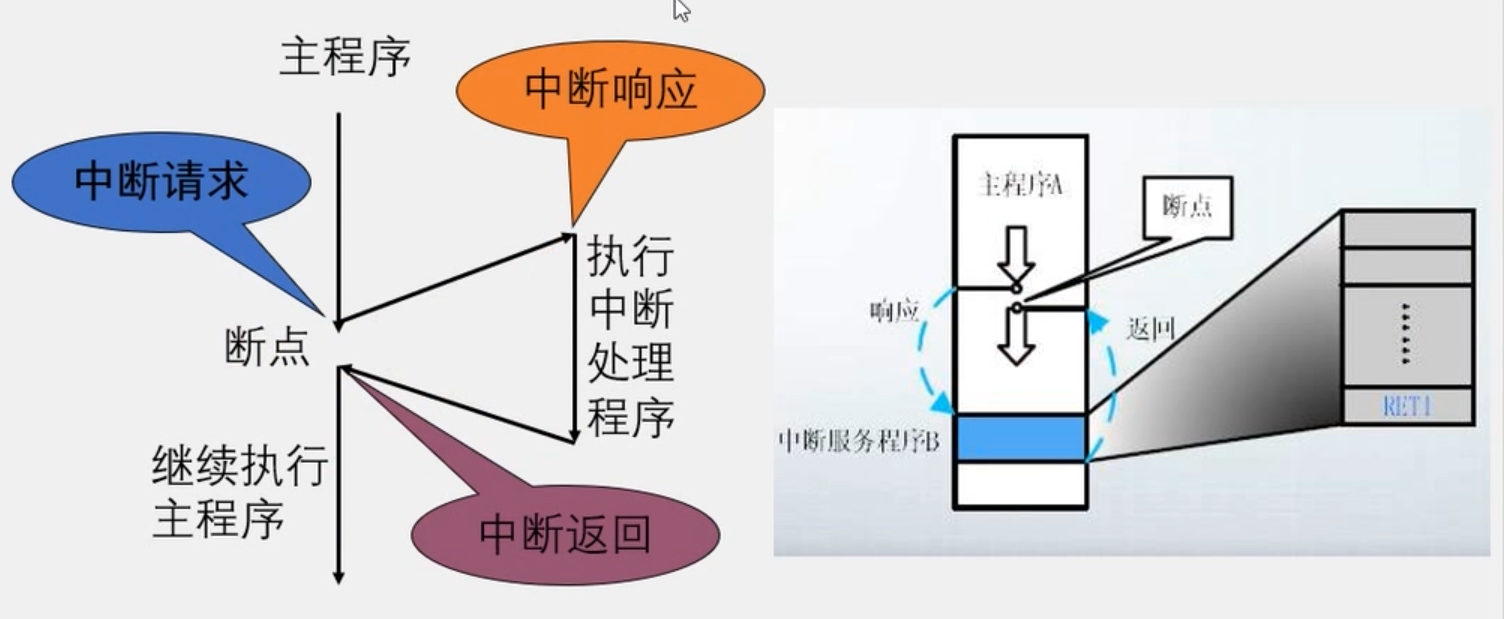 主程序
中断响应
中断请求
执行
中断
处理
程序
断点
继续执行
主程序
中断返回
主程序A
断点
响应
返回
中断服务程序B
RETI